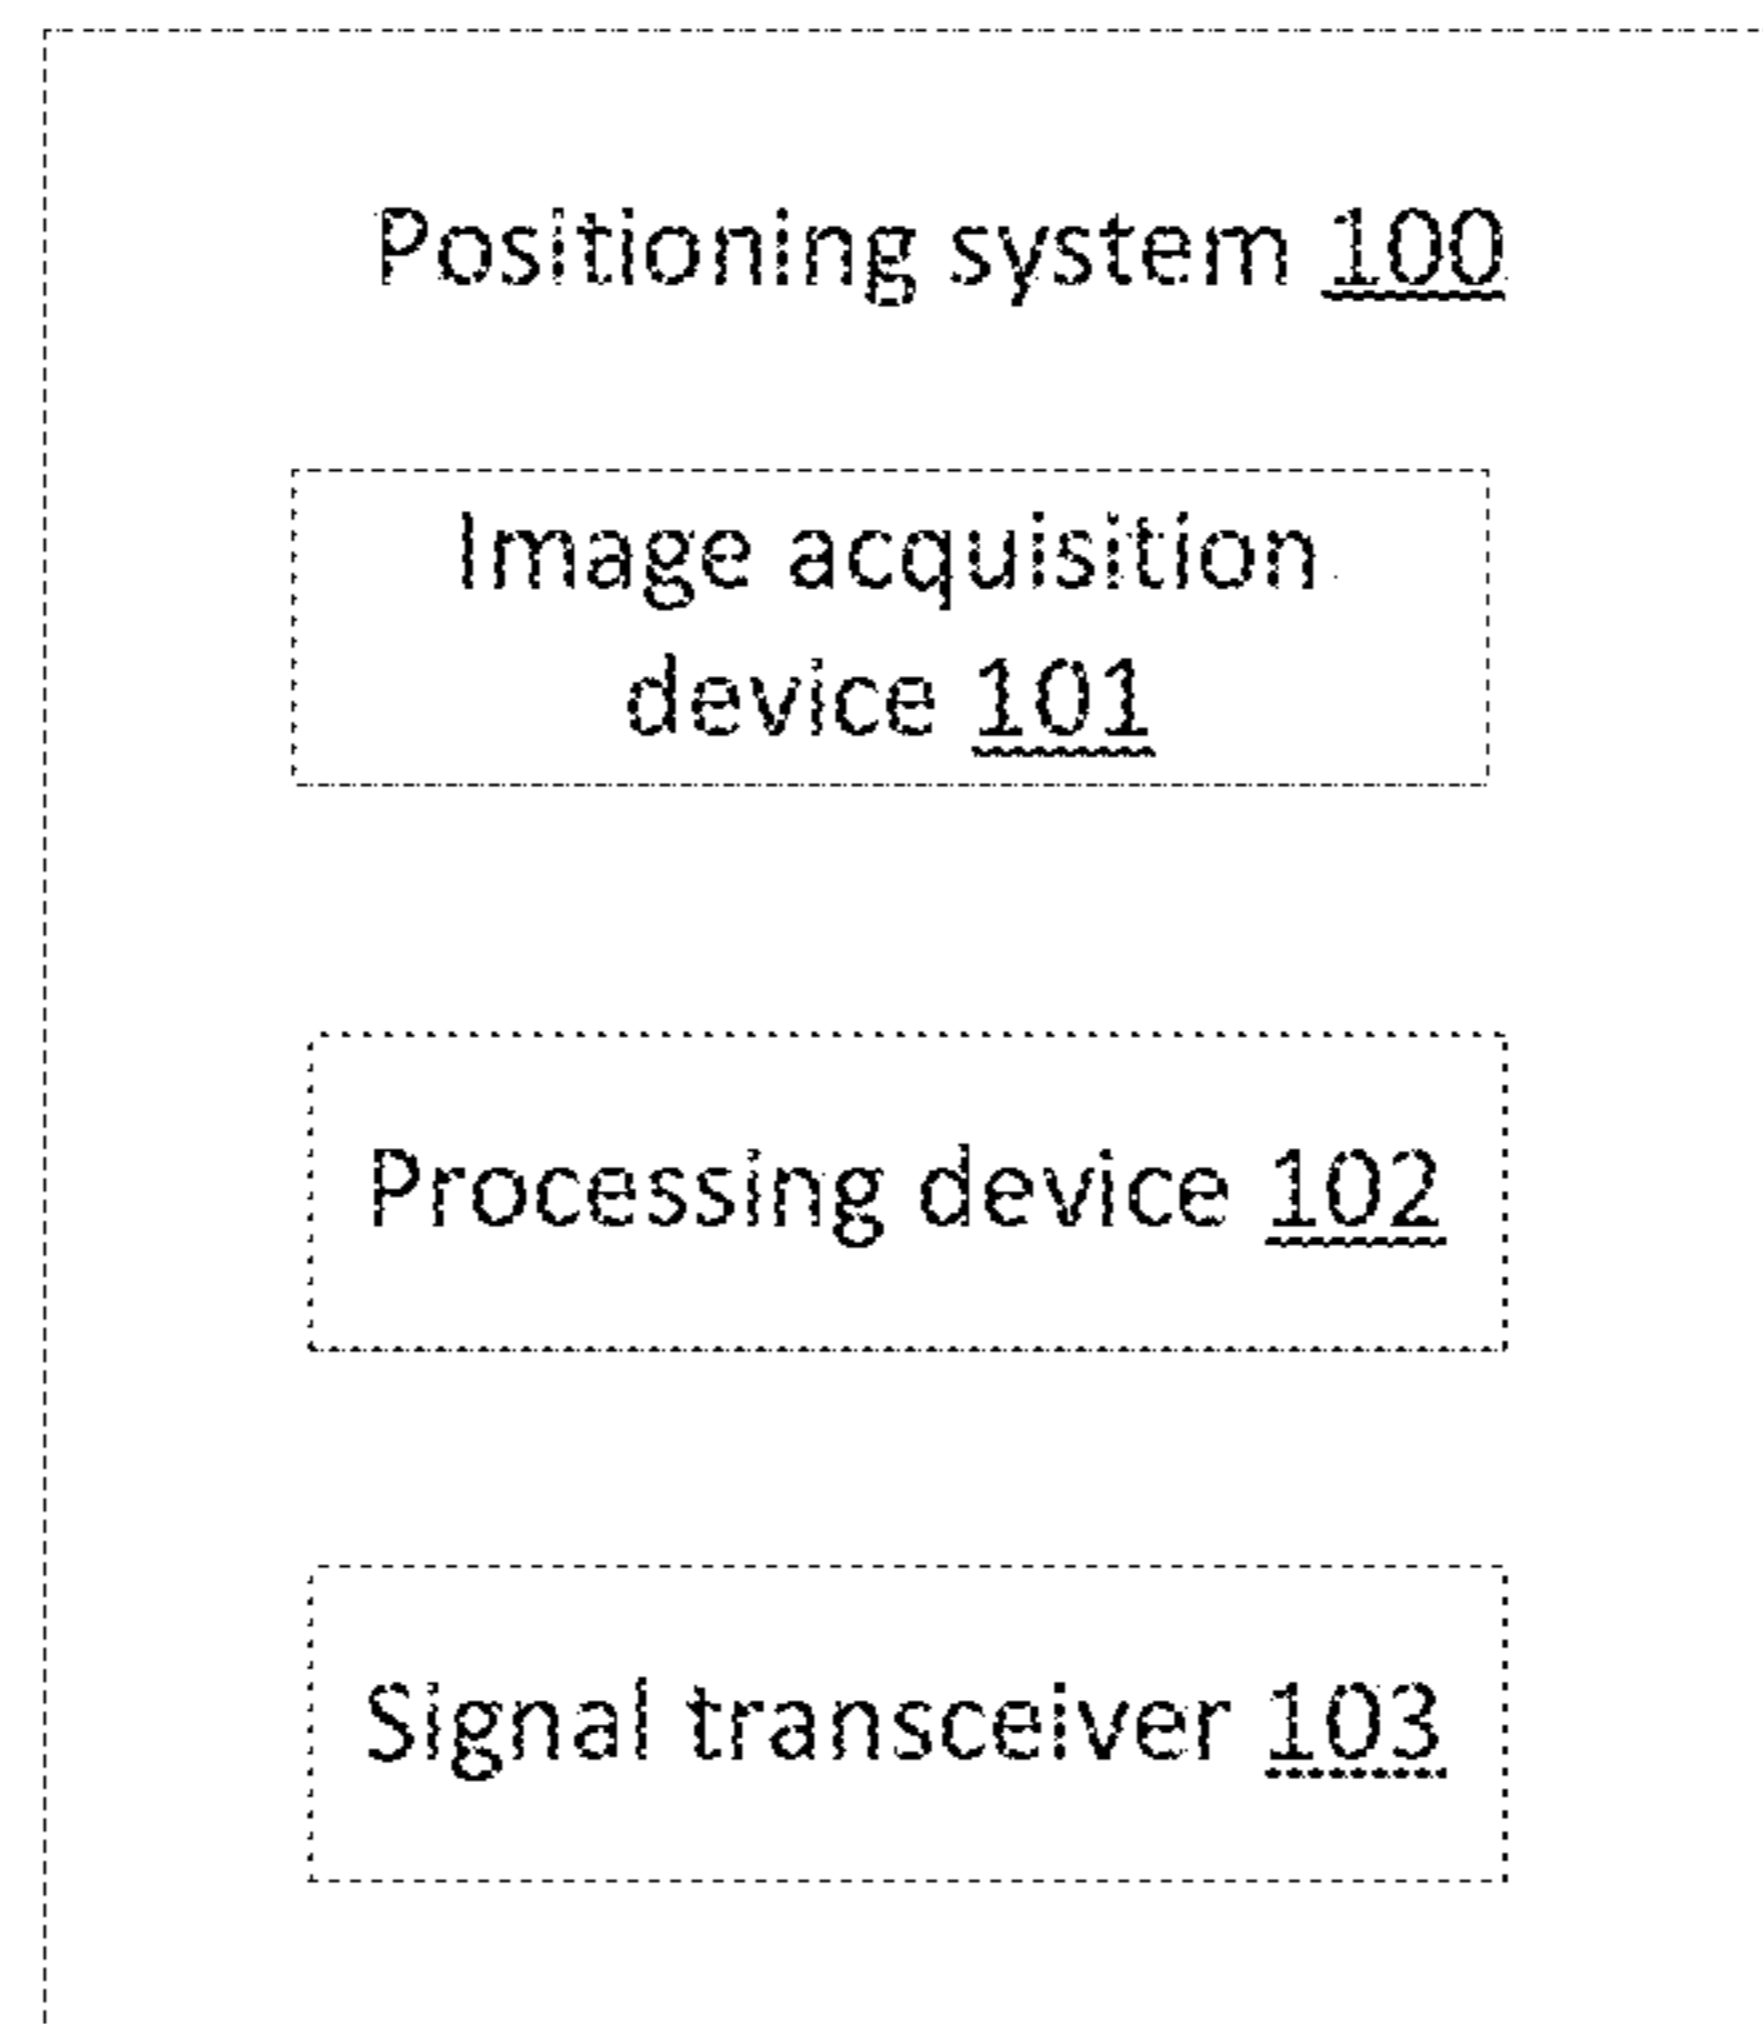 Positioning system 100
Image acquisition
device 101
Processing device 102
Signal transceiver 103